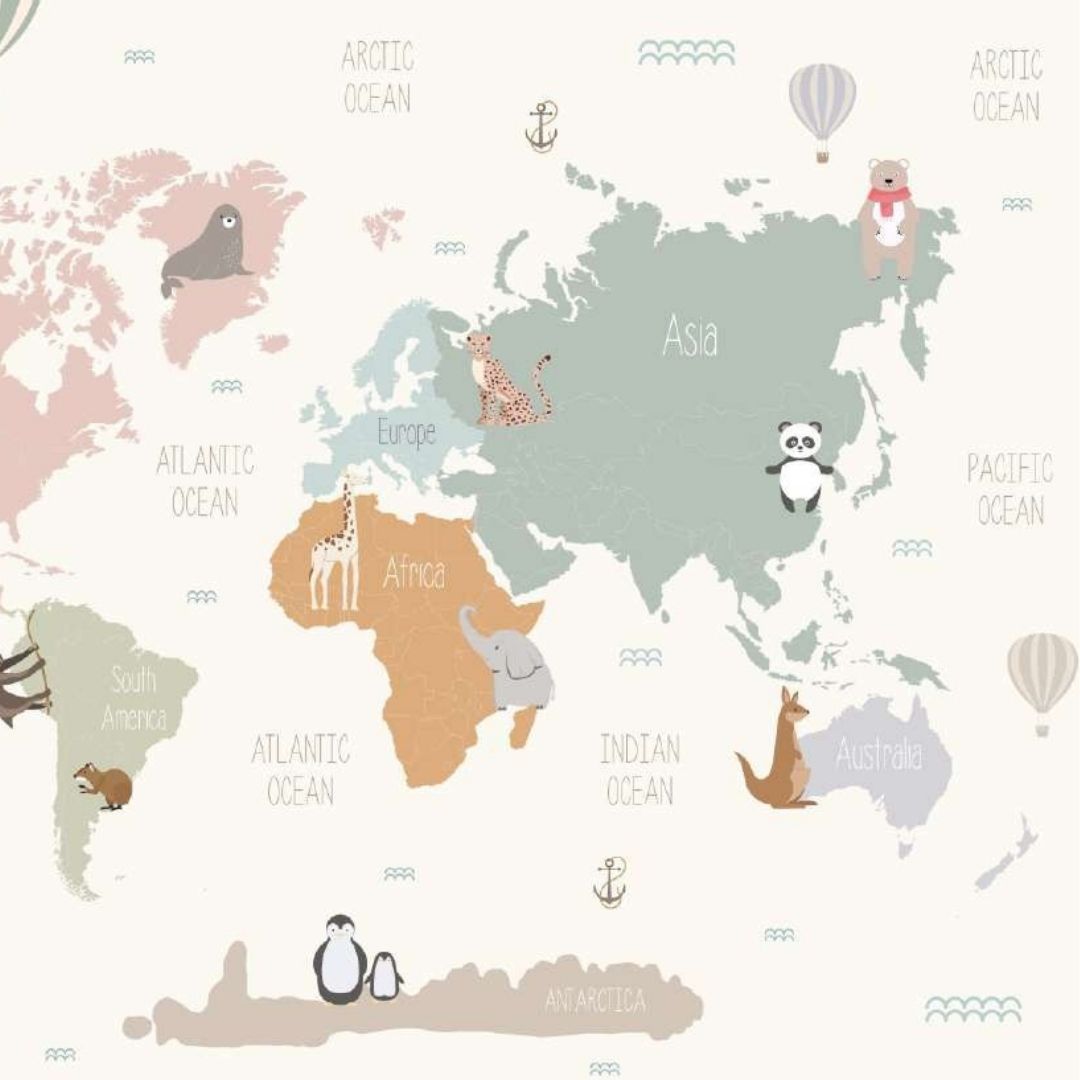 ARCTIC
OCEAN
ARCTIC
OCEAN
Asia
Europe
ATLANTIC
OCEAN
PACIFIC
OCEAN
Africa
South
America
ATLANTIC
OCEAN
INDIAN
OCEAN
Australia
ANTARCTICA